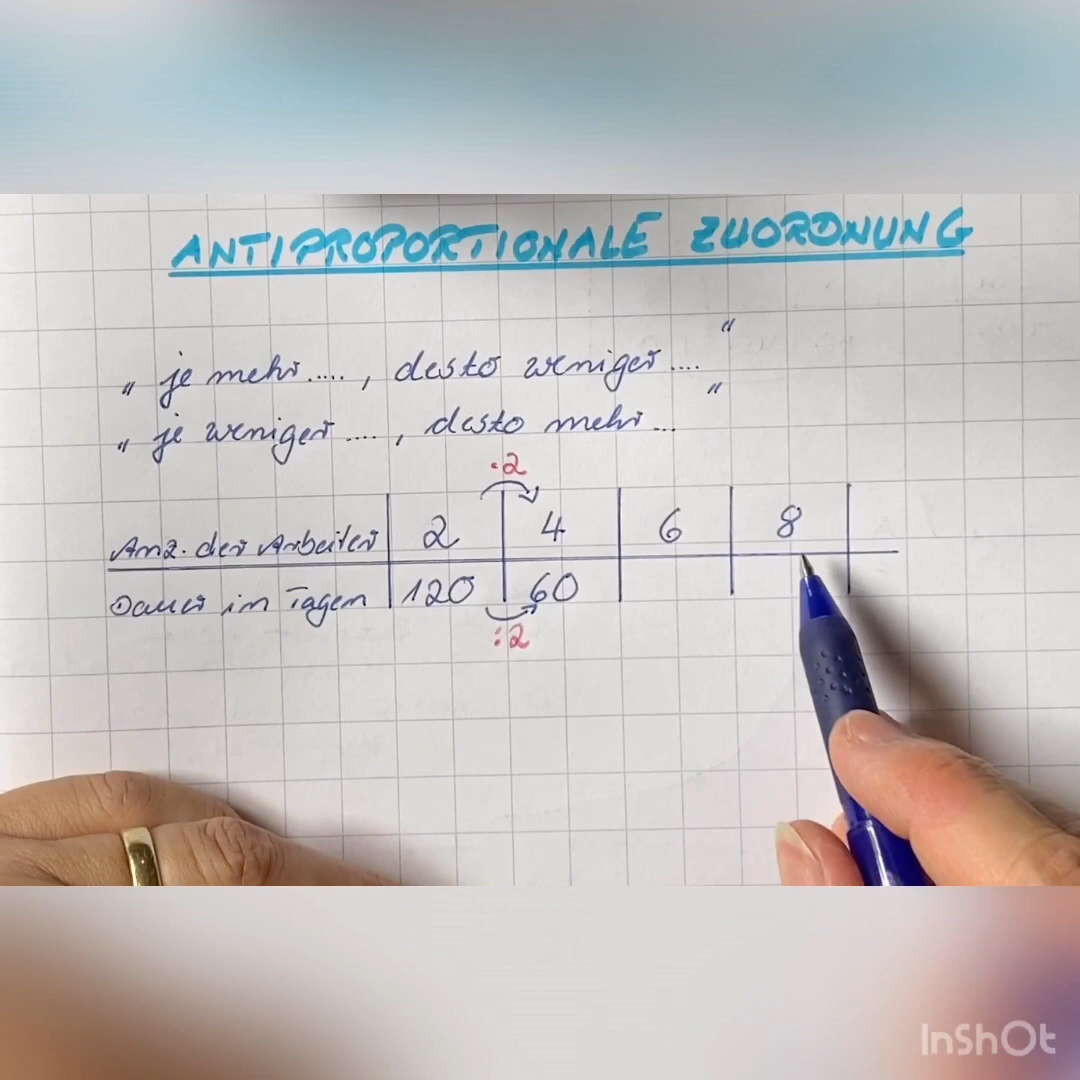 ANTIPROPORTIONALE ZUORDNUNG
„ je mehr....., desto weniger.... “
„ je weniger...., desto mehr... “
·2
Anz. der Arbeiter 2 4 6 8
Dauer in Tagen 120 60
:2
InShOt